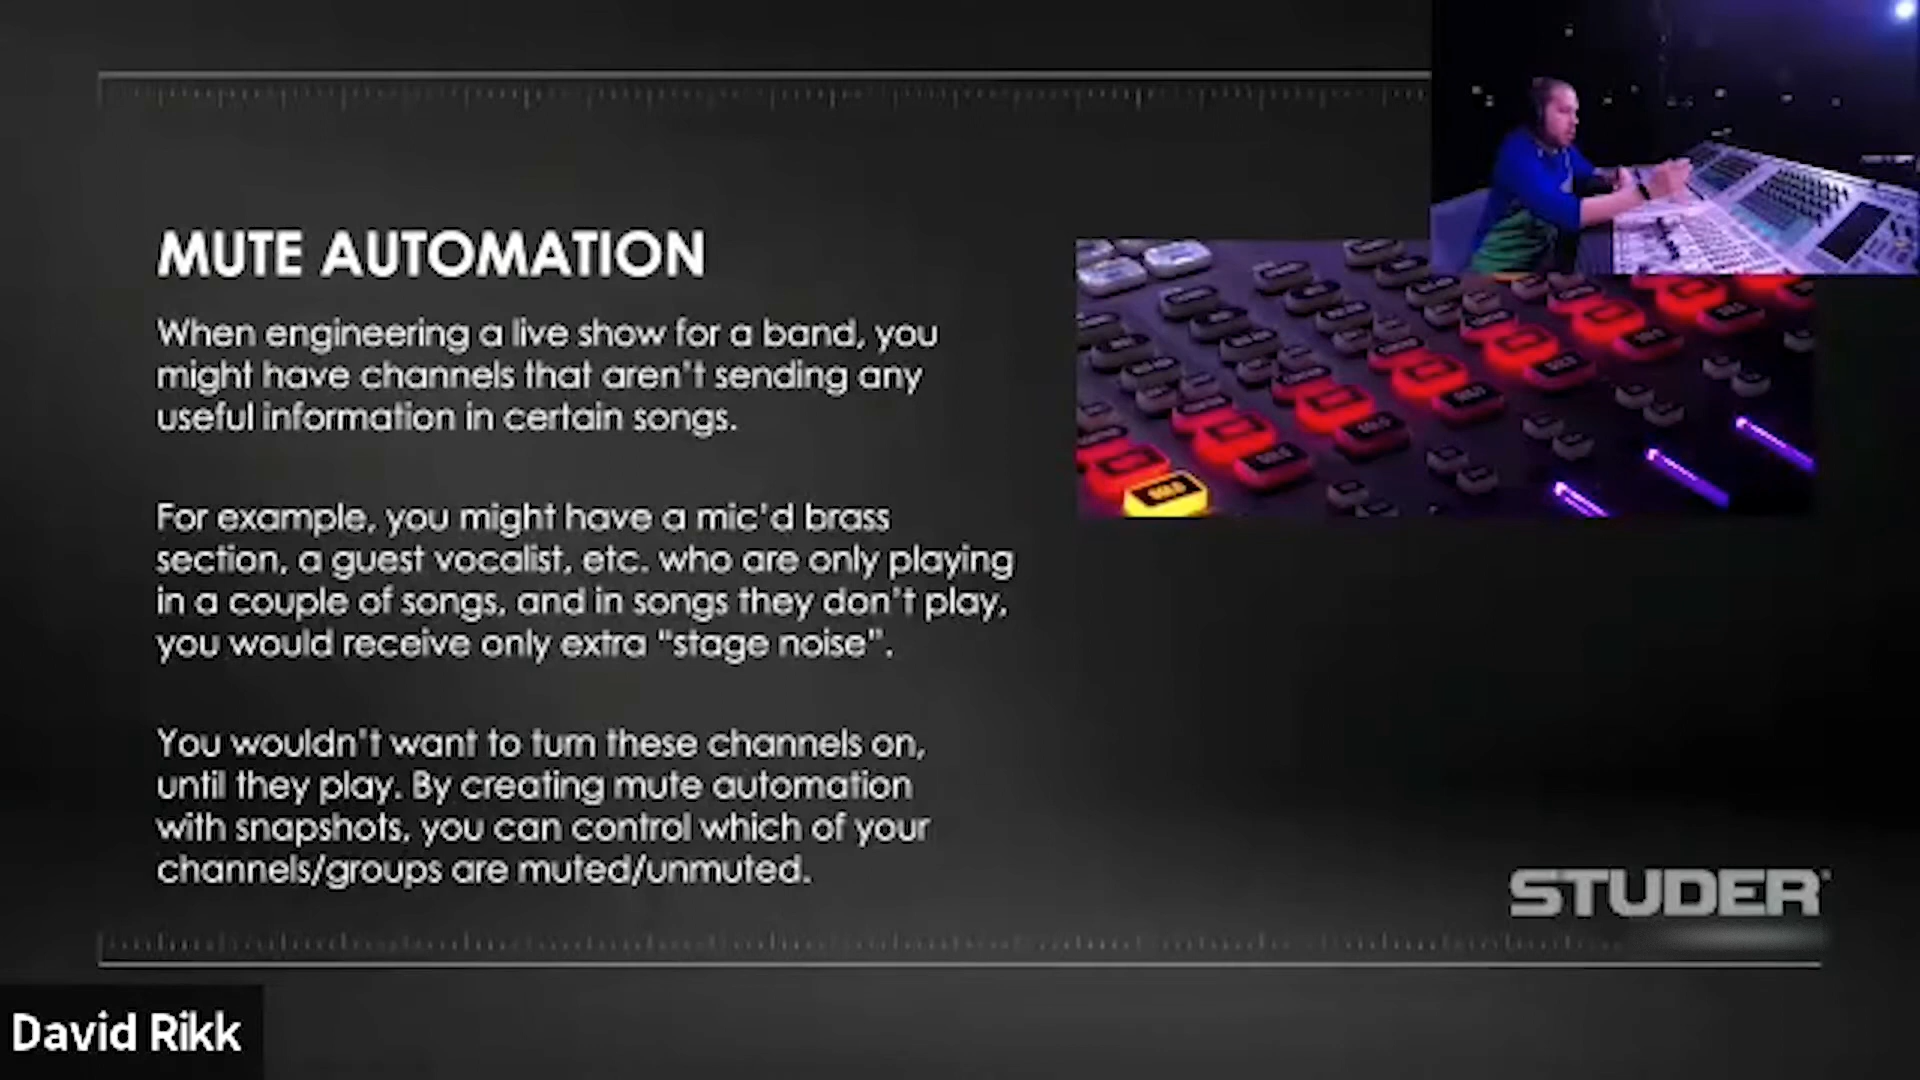 MUTE AUTOMATION
When engineering a live show for a band, you
might have channels that aren't sending any
useful information in certain songs.
For example, you might have a mic'd brass
section, a guest vocalist, etc. who are only playing
in a couple of songs, and in songs they don't play,
you would receive only extra "stage noise".
You wouldn't want to turn these channels on,
until they play. By creating mute automation
with snapshots, you can control which of your
channels/groups are muted/unmuted.
SOLO
SOLO
SOLO
STUDER
David Rikk